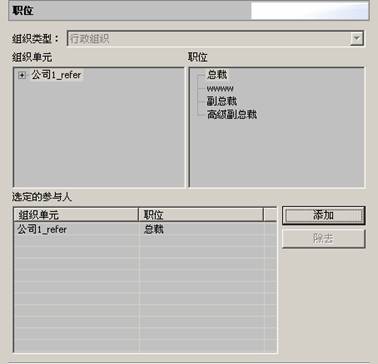 职位
组织类型： 行政组织
组织单元 职位
公司1_refer 总裁
wwww
副总裁
高级副总裁
选定的参与人
组织单元 职位 添加
公司1_refer 总裁 除去